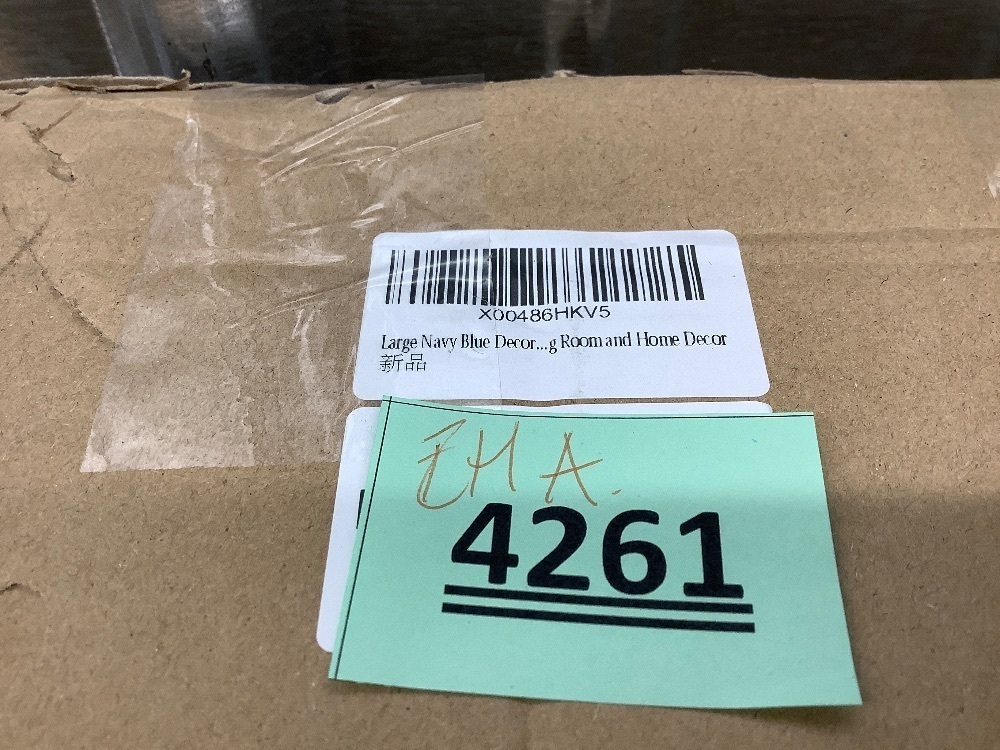 X00486HKV5
Large Navy Blue Decor...g Room and Home Decor
新品
EHA.
4261